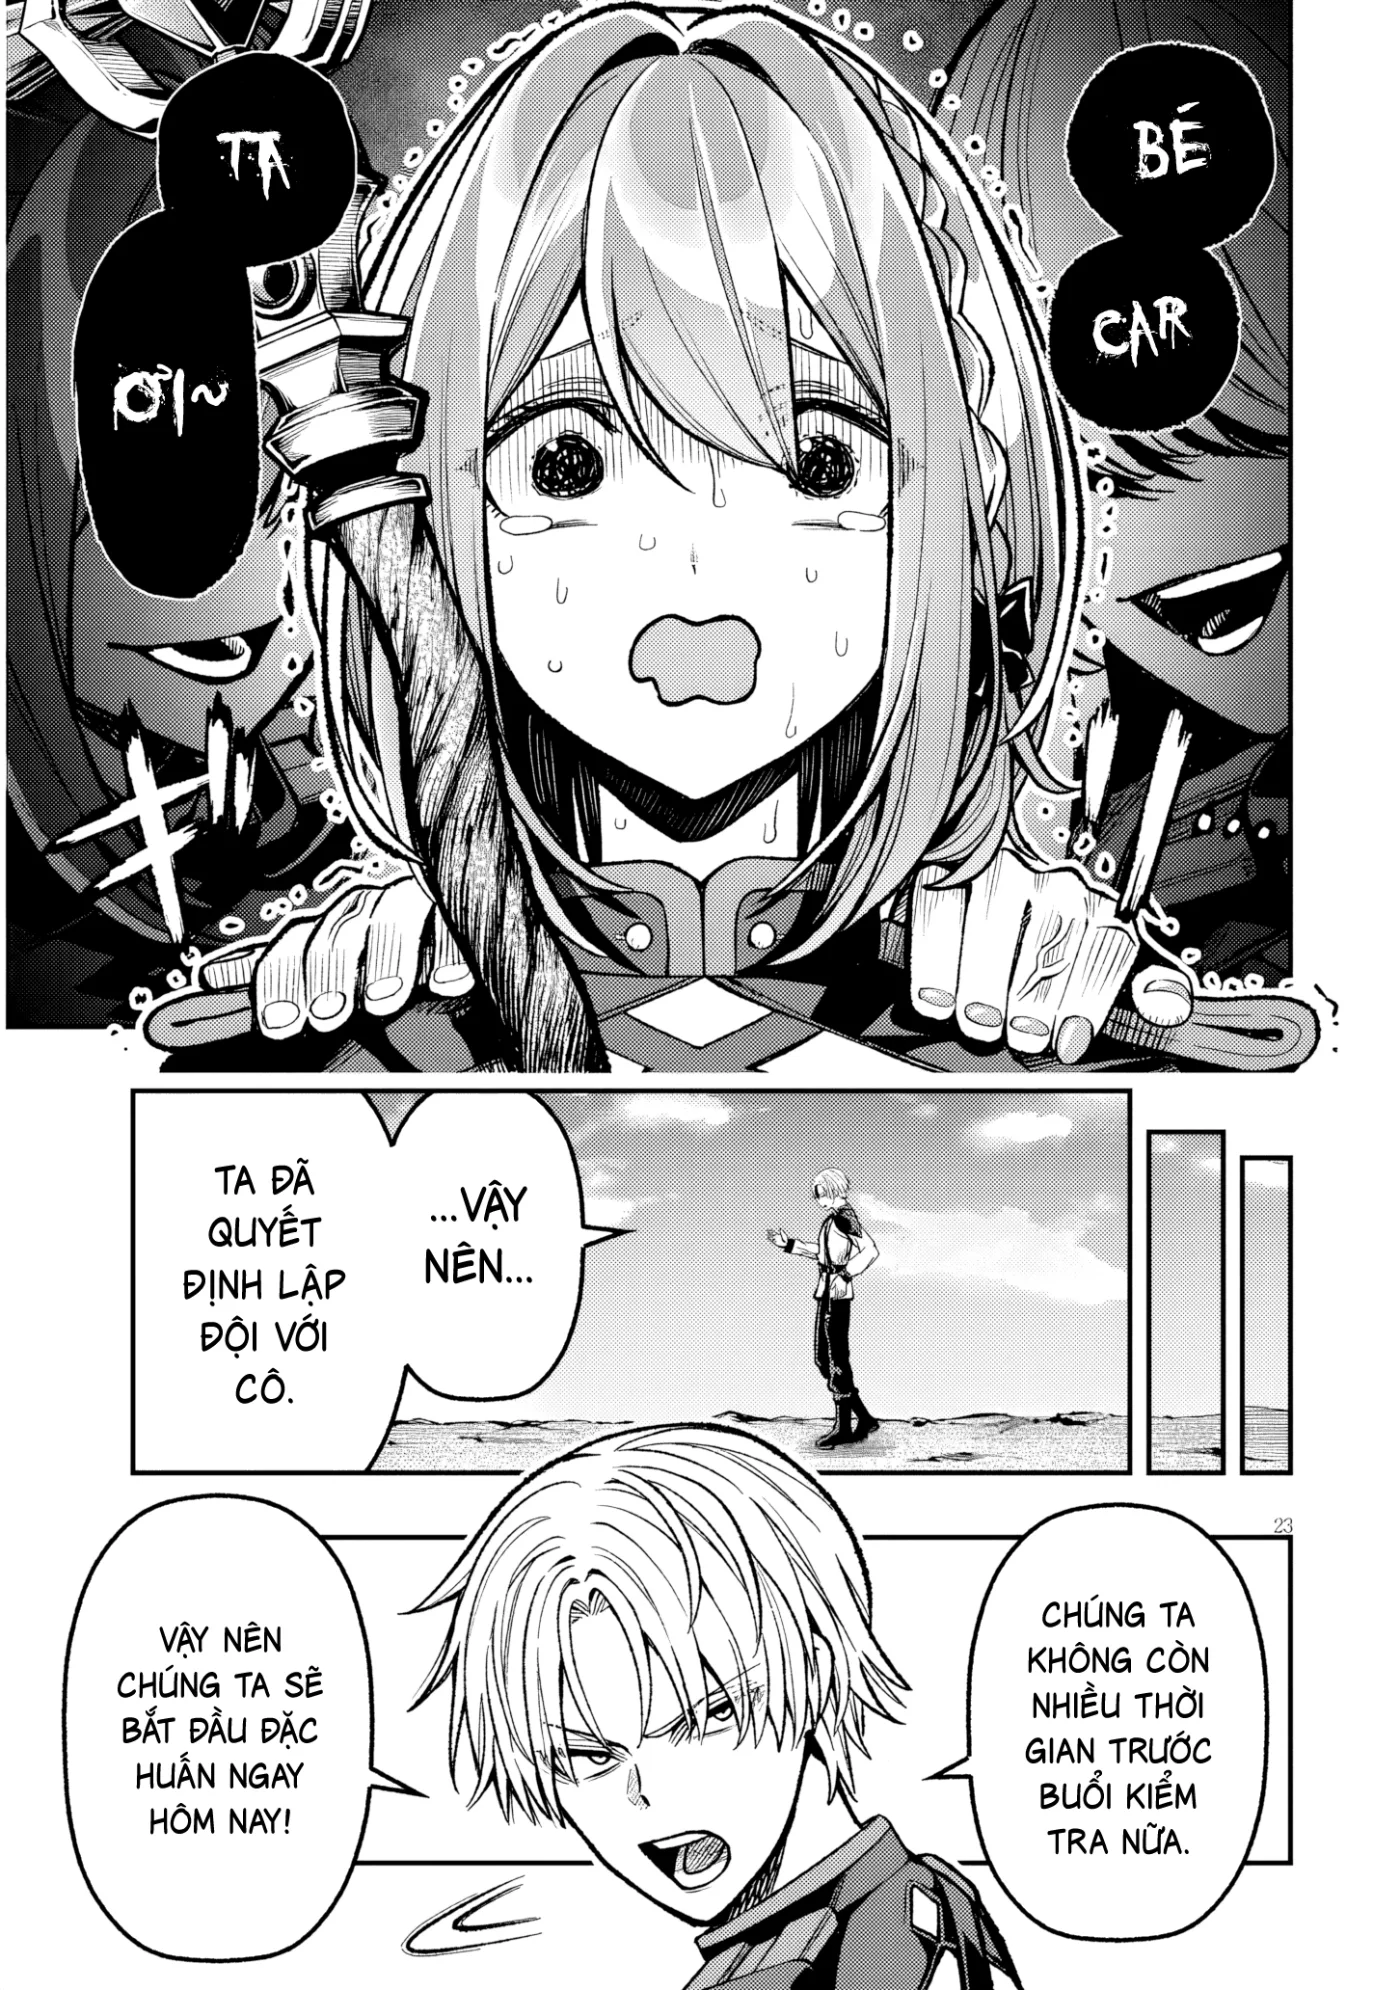 BÉ
CAR
TA
ƠI~
ギ
...VẬY
NÊN...
TA ĐÃ
QUYẾT
ĐỊNH LẬP
ĐỘI VỚI
CÔ.
23
CHÚNG TA
KHÔNG CÒN
NHIỀU THỜI
GIAN TRƯỚC
BUỔI KIỂM
TRA NỮA.
VẬY NÊN
CHÚNG TA SẼ
BẮT ĐẦU ĐẶC
HUẤN NGAY
HÔM NAY!